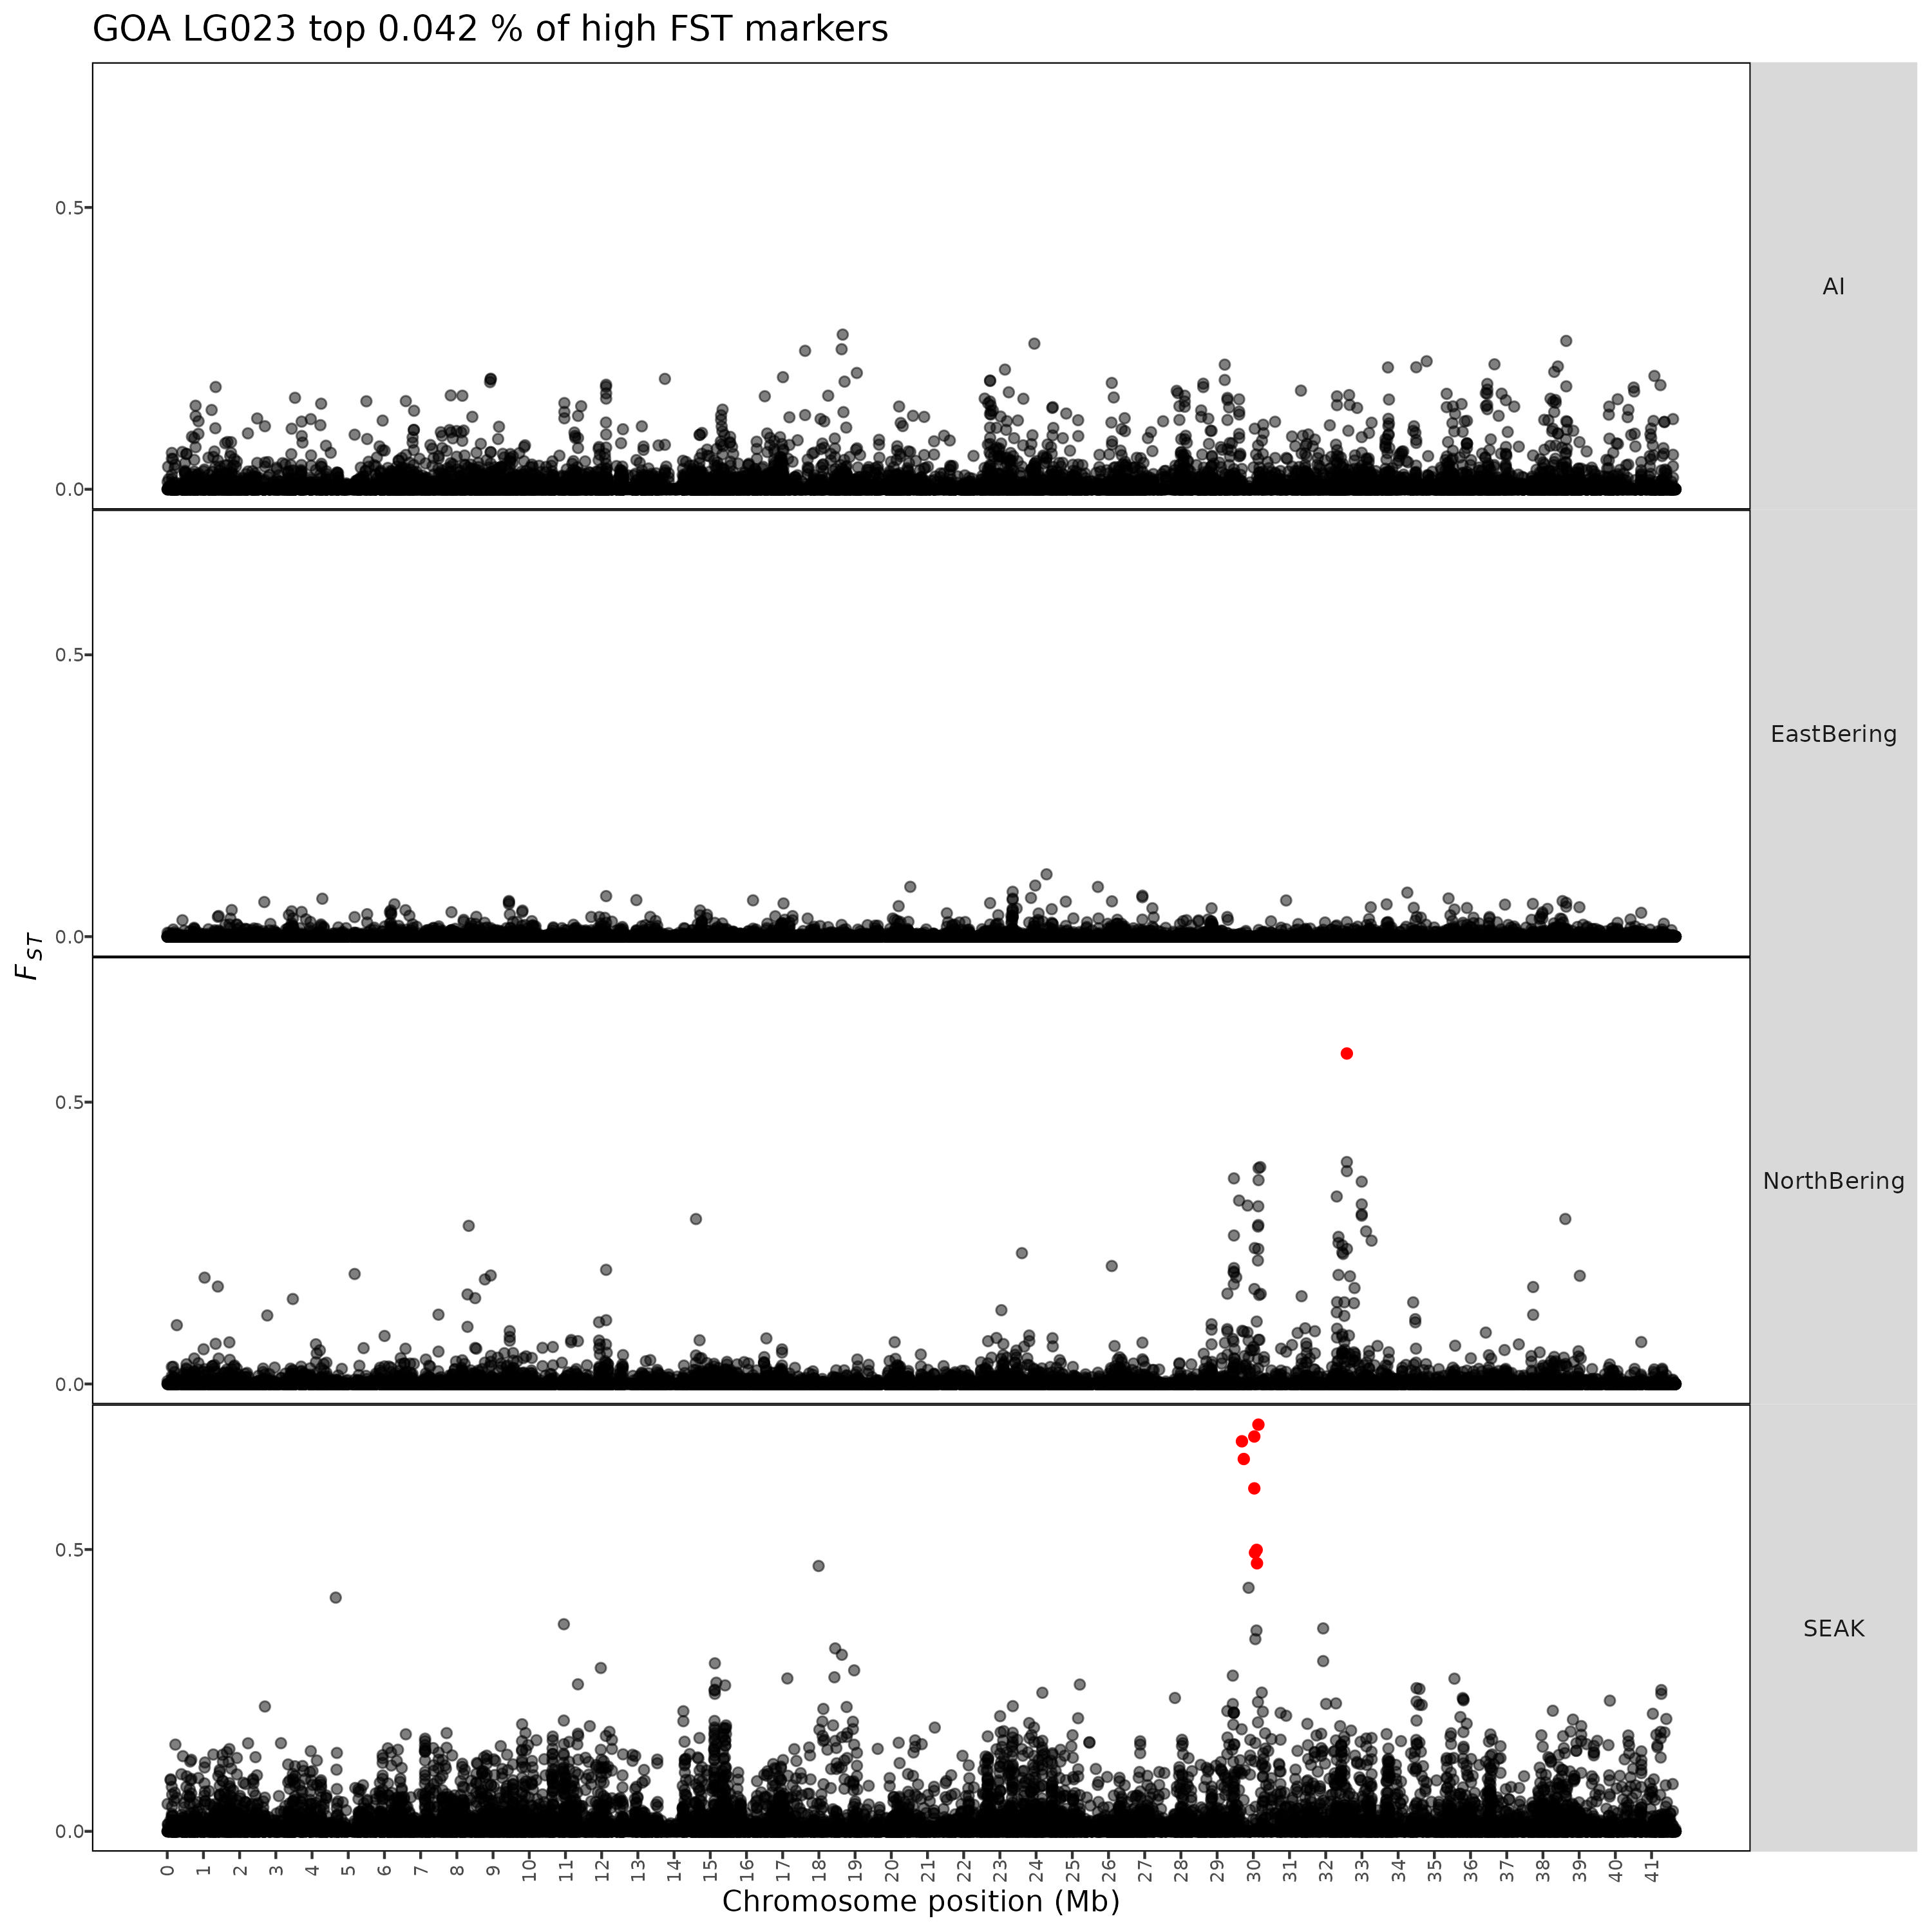 GOA LG023 top 0.042 % of high FST markers
0.5
0.0
AI
0.5
0.0
EastBering
0.5
0.0
NorthBering
0.5
0.0
SEAK
FST
0 1 2 3 4 5 6 7 8 9 10 11 12 13 14 15 16 17 18 19 20 21 22 23 24 25 26 27 28 29 30 31 32 33 34 35 36 37 38 39 40 41
Chromosome position (Mb)